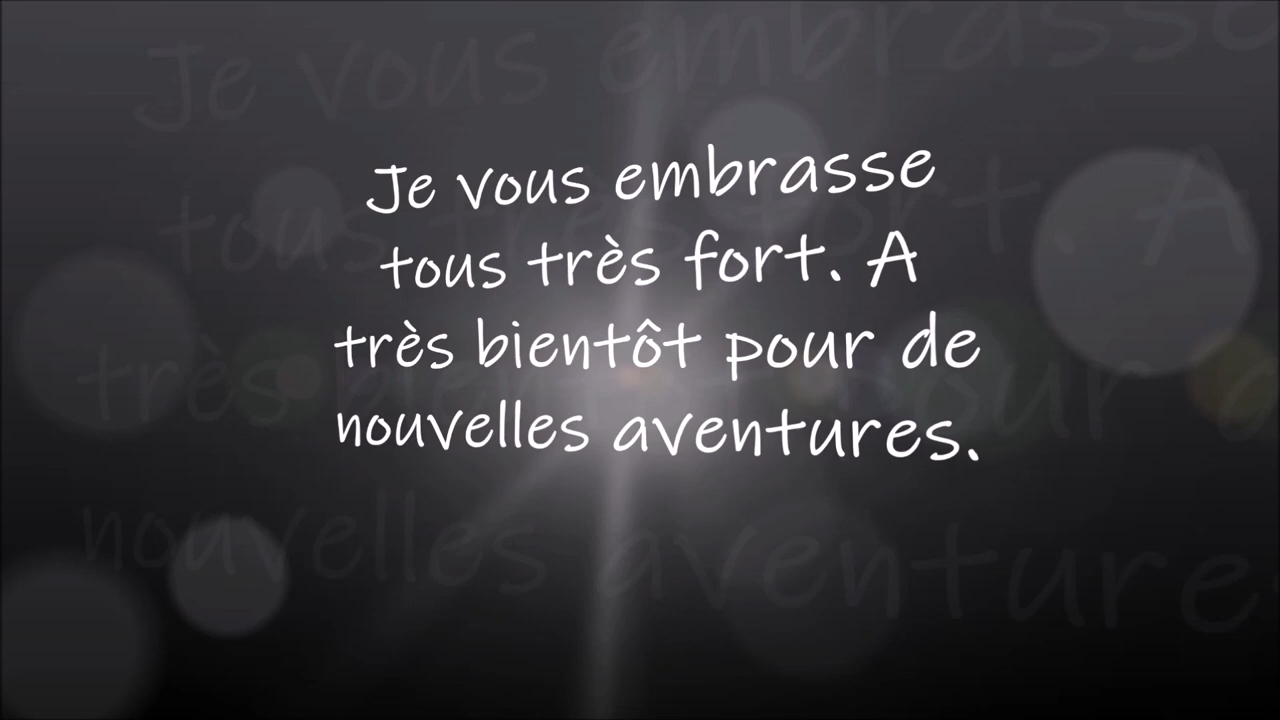 Je vous embrasse
tous très fort. A
très bientôt pour de
nouvelles aventures.